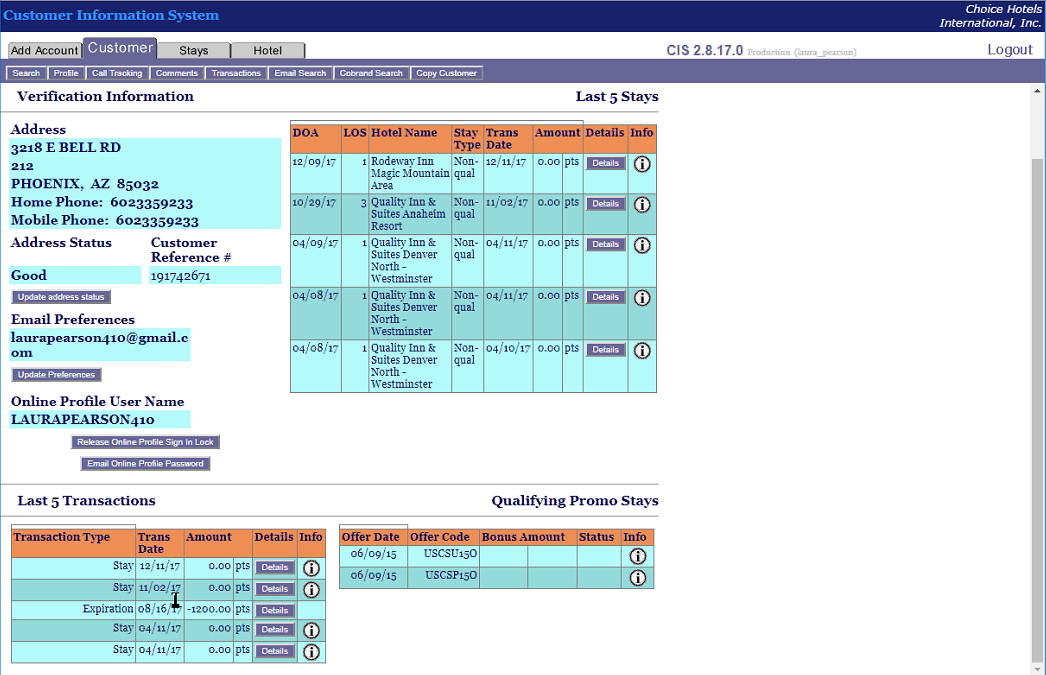 Customer Information System
Choice Hotels
International, Inc.
Add Account Customer Stays Hotel
CIS 2.8.17.0 Production (laura_pearson)
Logout
Search Profile Call Tracking Comments Transactions Email Search Cobrand Search Copy Customer
Verification Information
Last 5 Stays
Address
3218 E BELL RD
212
PHOENIX, AZ 85032
Home Phone: 6023359233
Mobile Phone: 6023359233
Address Status
Customer
Reference #
Good
191742671
Update address status
Email Preferences
laurapearson410@gmail.c
om
Update Preferences
Online Profile User Name
LAURAPEARSON410
Release Online Profile Sign In Lock
Email Online Profile Password
DOA LOS Hotel Name Stay Trans Amount Details Info
Type Date
12/09/17 1 Rodeway Inn Non- 12/11/17 0.00 pts Details
Magic Mountain qual
Area
10/29/17 3 Quality Inn & Non- 11/02/17 0.00 pts Details
Suites Anaheim qual
Resort
04/09/17 1 Quality Inn & Non- 04/11/17 0.00 pts Details
Suites Denver qual
North -
Westminster
04/08/17 1 Quality Inn & Non- 04/11/17 0.00 pts Details
Suites Denver qual
North -
Westminster
04/08/17 1 Quality Inn & Non- 04/10/17 0.00 pts Details
Suites Denver qual
North -
Westminster
Last 5 Transactions
Qualifying Promo Stays
Transaction Type Trans Amount Details Info
Date
Stay 12/11/17 0.00 pts Details
Stay 11/02/17 0.00 pts Details
Expiration 08/16/17 -1200.00 pts Details
Stay 04/11/17 0.00 pts Details
Stay 04/11/17 0.00 pts Details
Offer Date Offer Code Bonus Amount Status Info
06/09/15 USCSU150
06/09/15 USCSP150